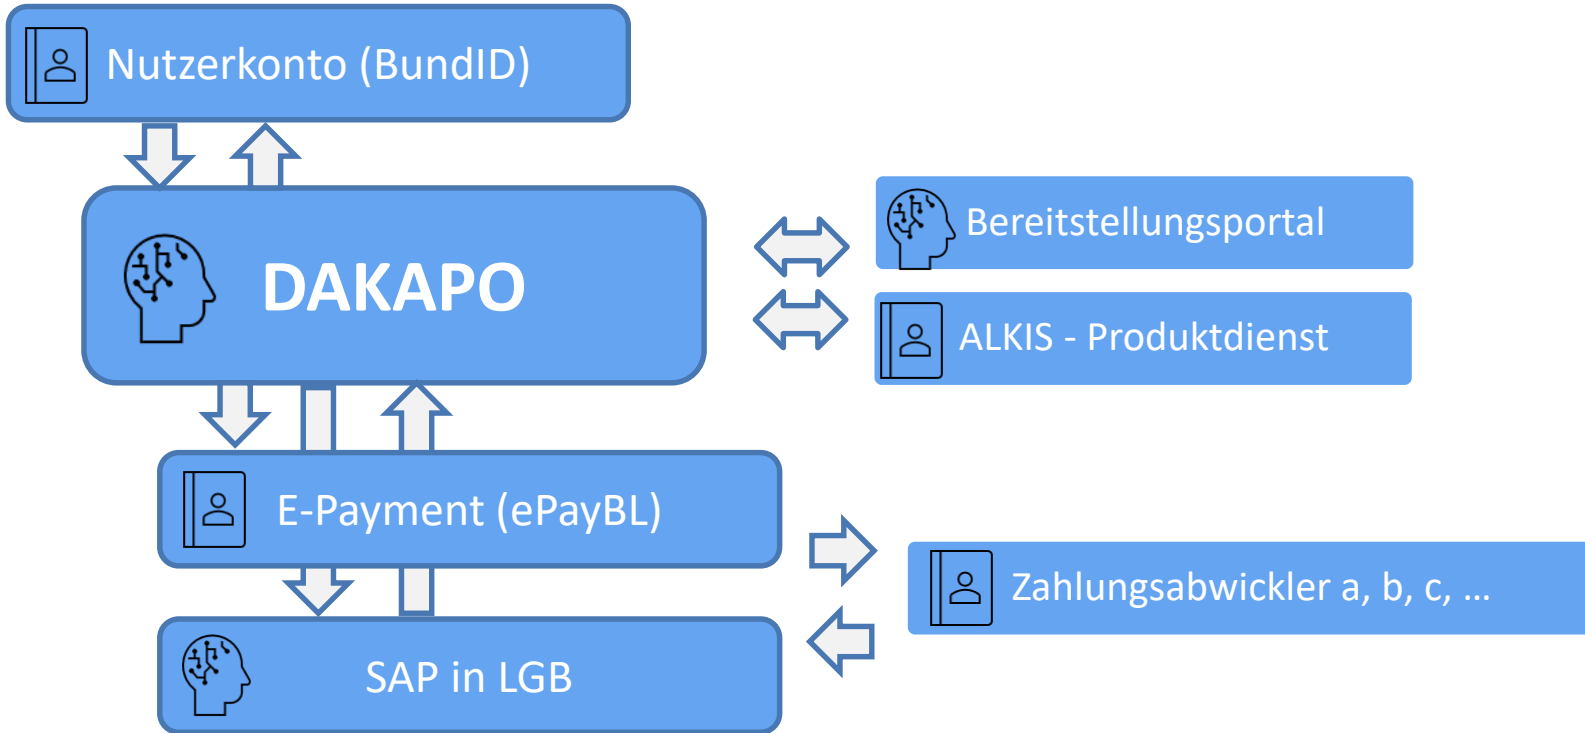 Nutzerkonto (BundID)
DAKAPO
Bereitstellungsportal
ALKIS - Produktdienst
E-Payment (ePayBL)
Zahlungsabwickler a, b, c, ...
SAP in LGB